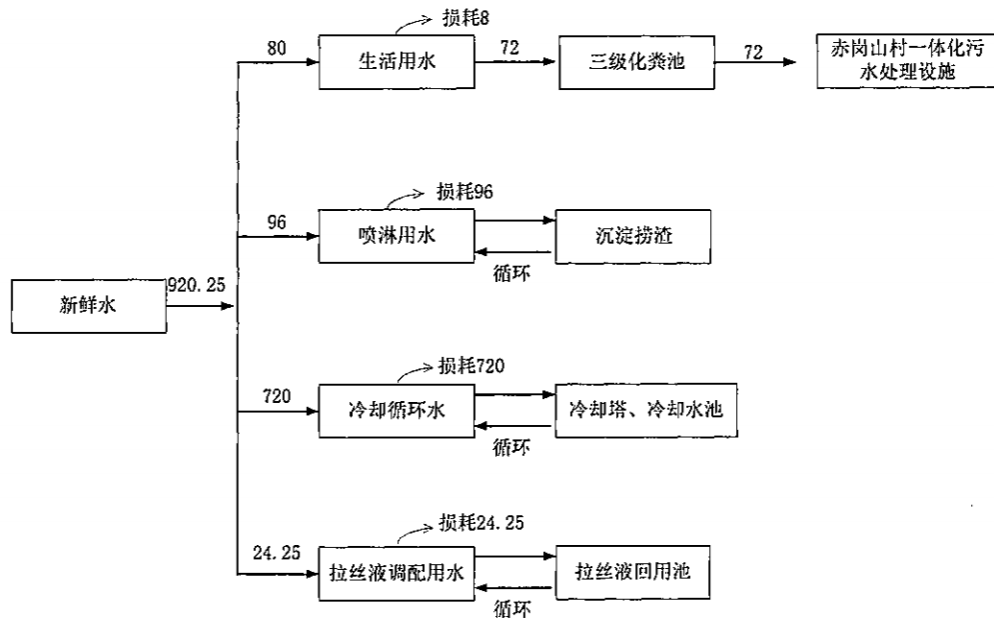 损耗8
80
生活用水
72
三级化粪池
72
赤岗山村一体化污
水处理设施
损耗96
96
喷淋用水
沉淀捞渣
循环
新鲜水
920.25
损耗720
720
冷却循环水
冷却塔、冷却水池
循环
损耗24.25
24.25
拉丝液调配用水
拉丝液回用池
循环